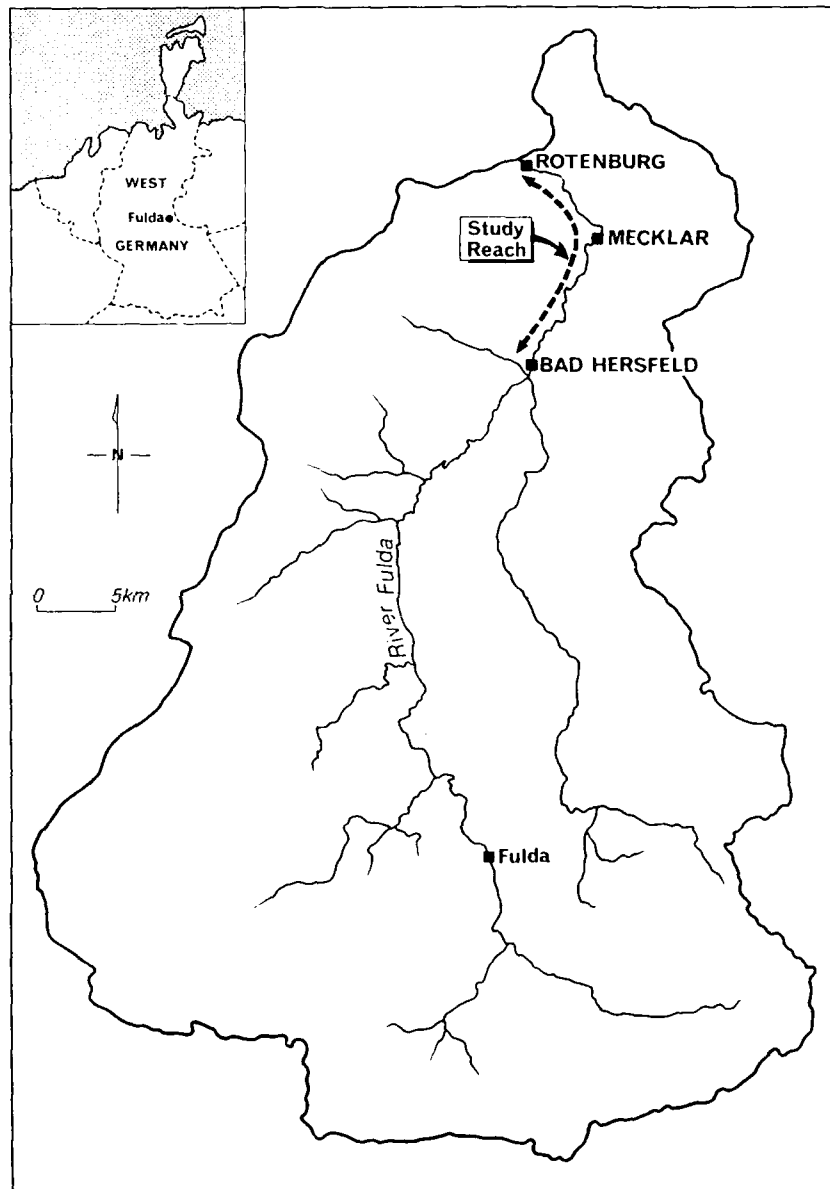 WEST
Fulda
GERMANY
ROTENBURG
Study
Reach
MECKLAR
BAD HERSFELD
N
0 5km
River Fulda
Fulda